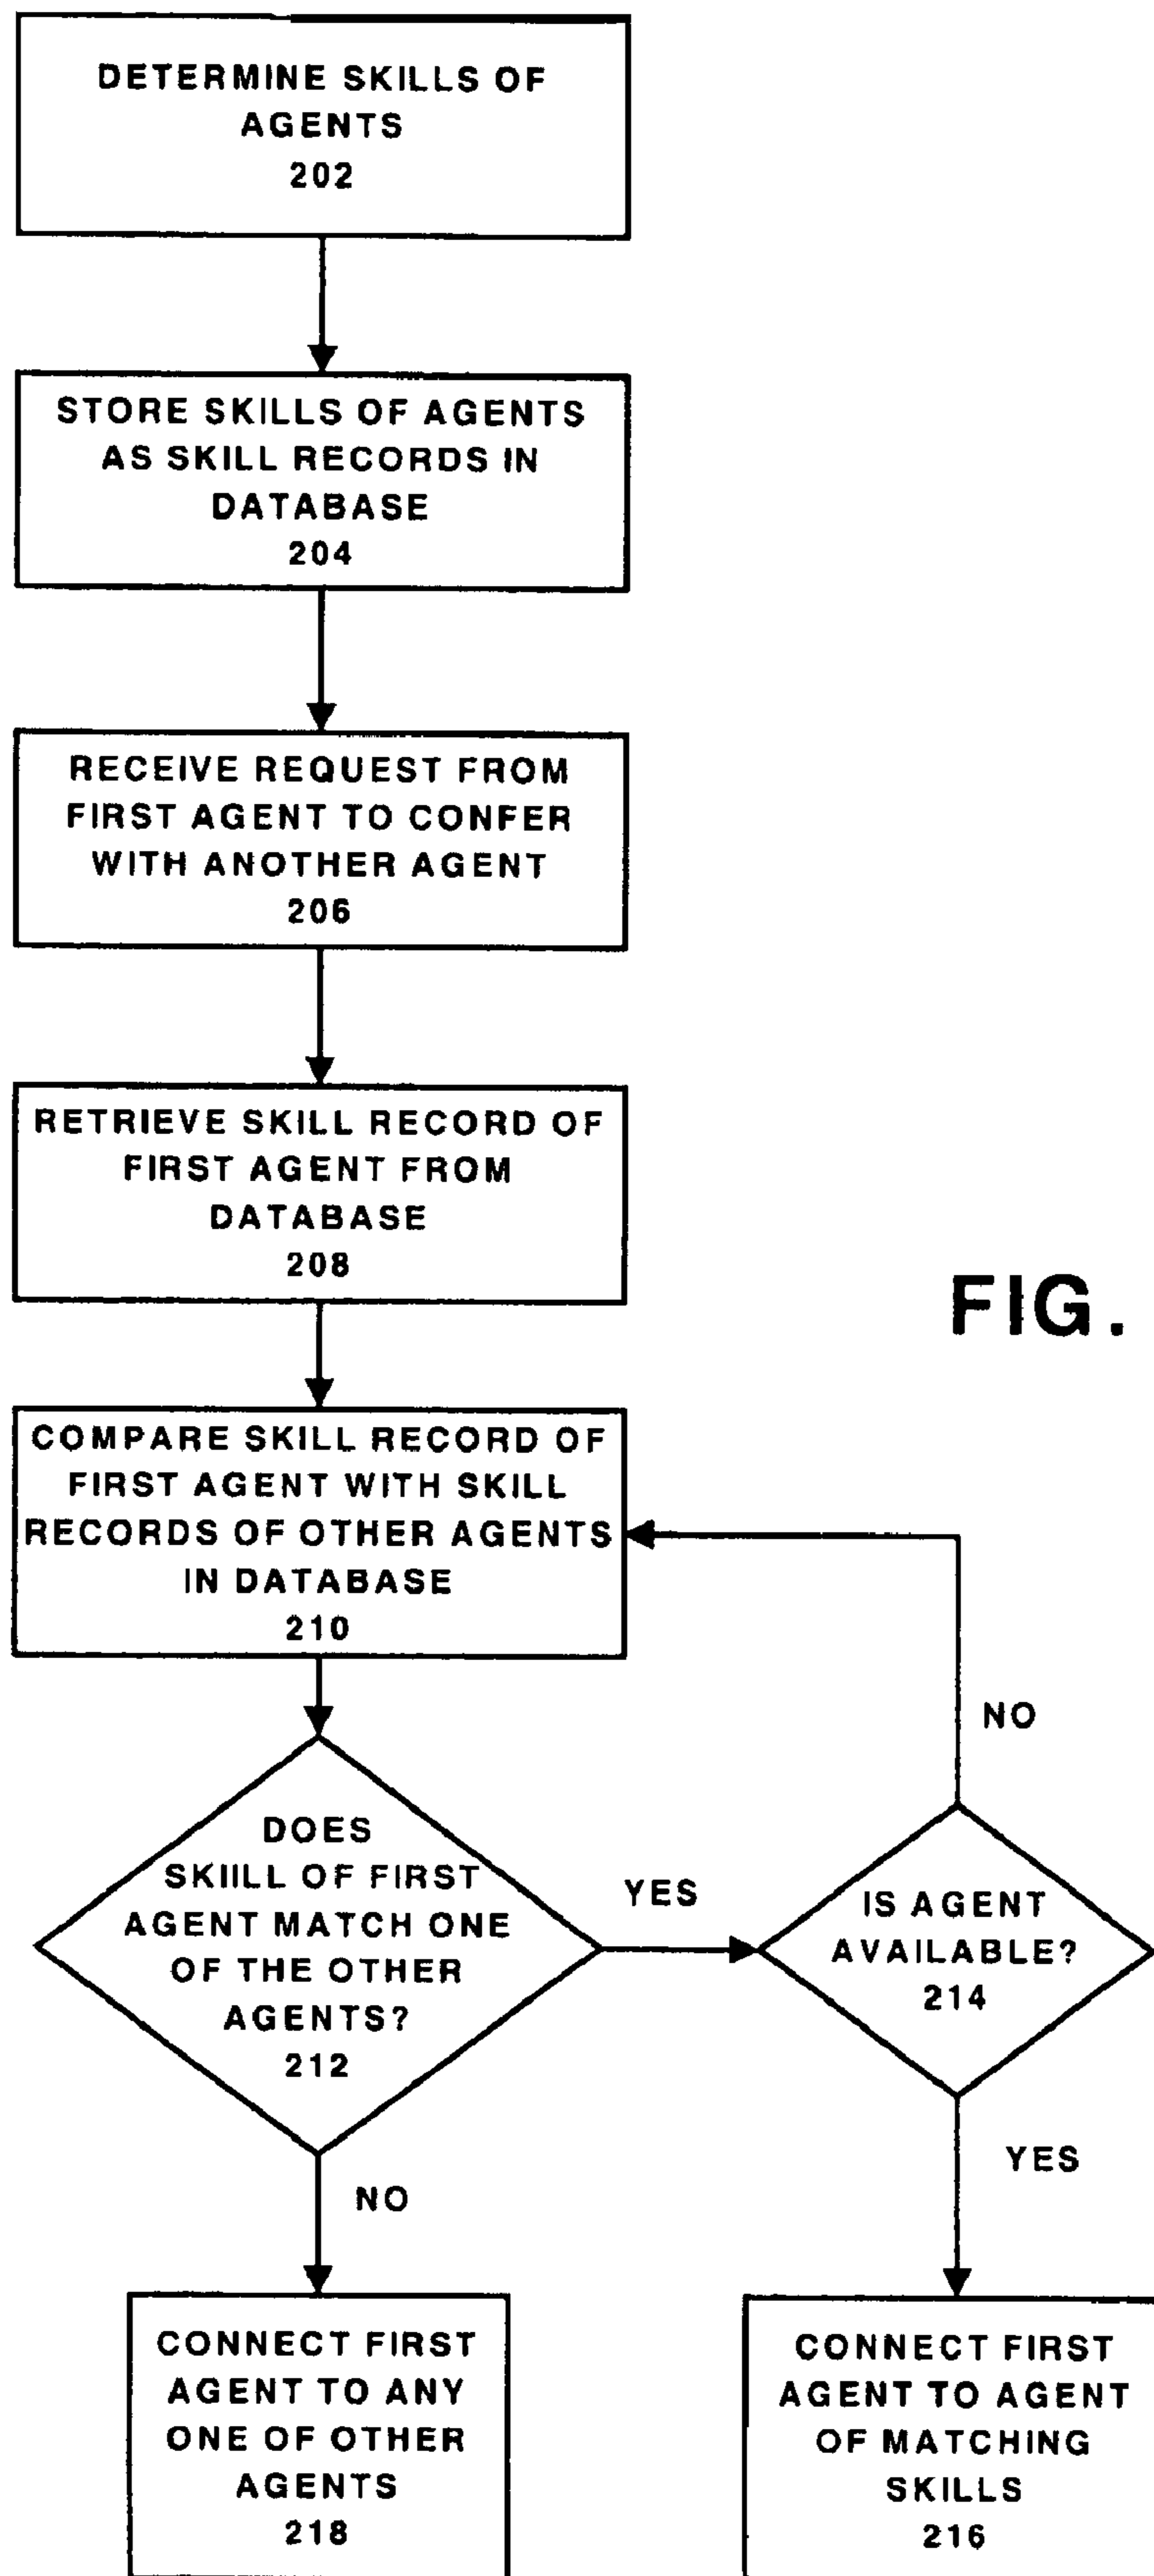 DETERMINE SKILLS OF
AGENTS
202
STORE SKILLS OF AGENTS
AS SKILL RECORDS IN
DATABASE
204
RECEIVE REQUEST FROM
FIRST AGENT TO CONFER
WITH ANOTHER AGENT
206
RETRIEVE SKILL RECORD OF
FIRST AGENT FROM
DATABASE
208
FIG.
COMPARE SKILL RECORD OF
FIRST AGENT WITH SKILL
RECORDS OF OTHER AGENTS
IN DATABASE
210
NO
DOES
SKIILL OF FIRST
AGENT MATCH ONE
OF THE OTHER
AGENTS?
212
YES
IS AGENT
AVAILABLE?
214
NO
YES
CONNECT FIRST
AGENT TO ANY
ONE OF OTHER
AGENTS
218
CONNECT FIRST
AGENT TO AGENT
OF MATCHING
SKILLS
216